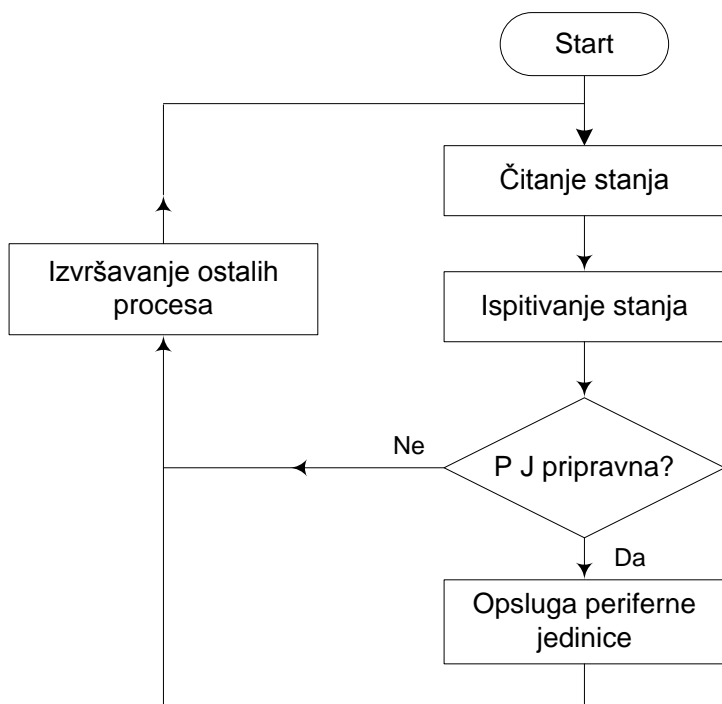 Start
Čitanje stanja
Izvršavanje ostalih
procesa
Ispitivanje stanja
Ne
P J pripravna?
Da
Opsluga periferne
jedinice